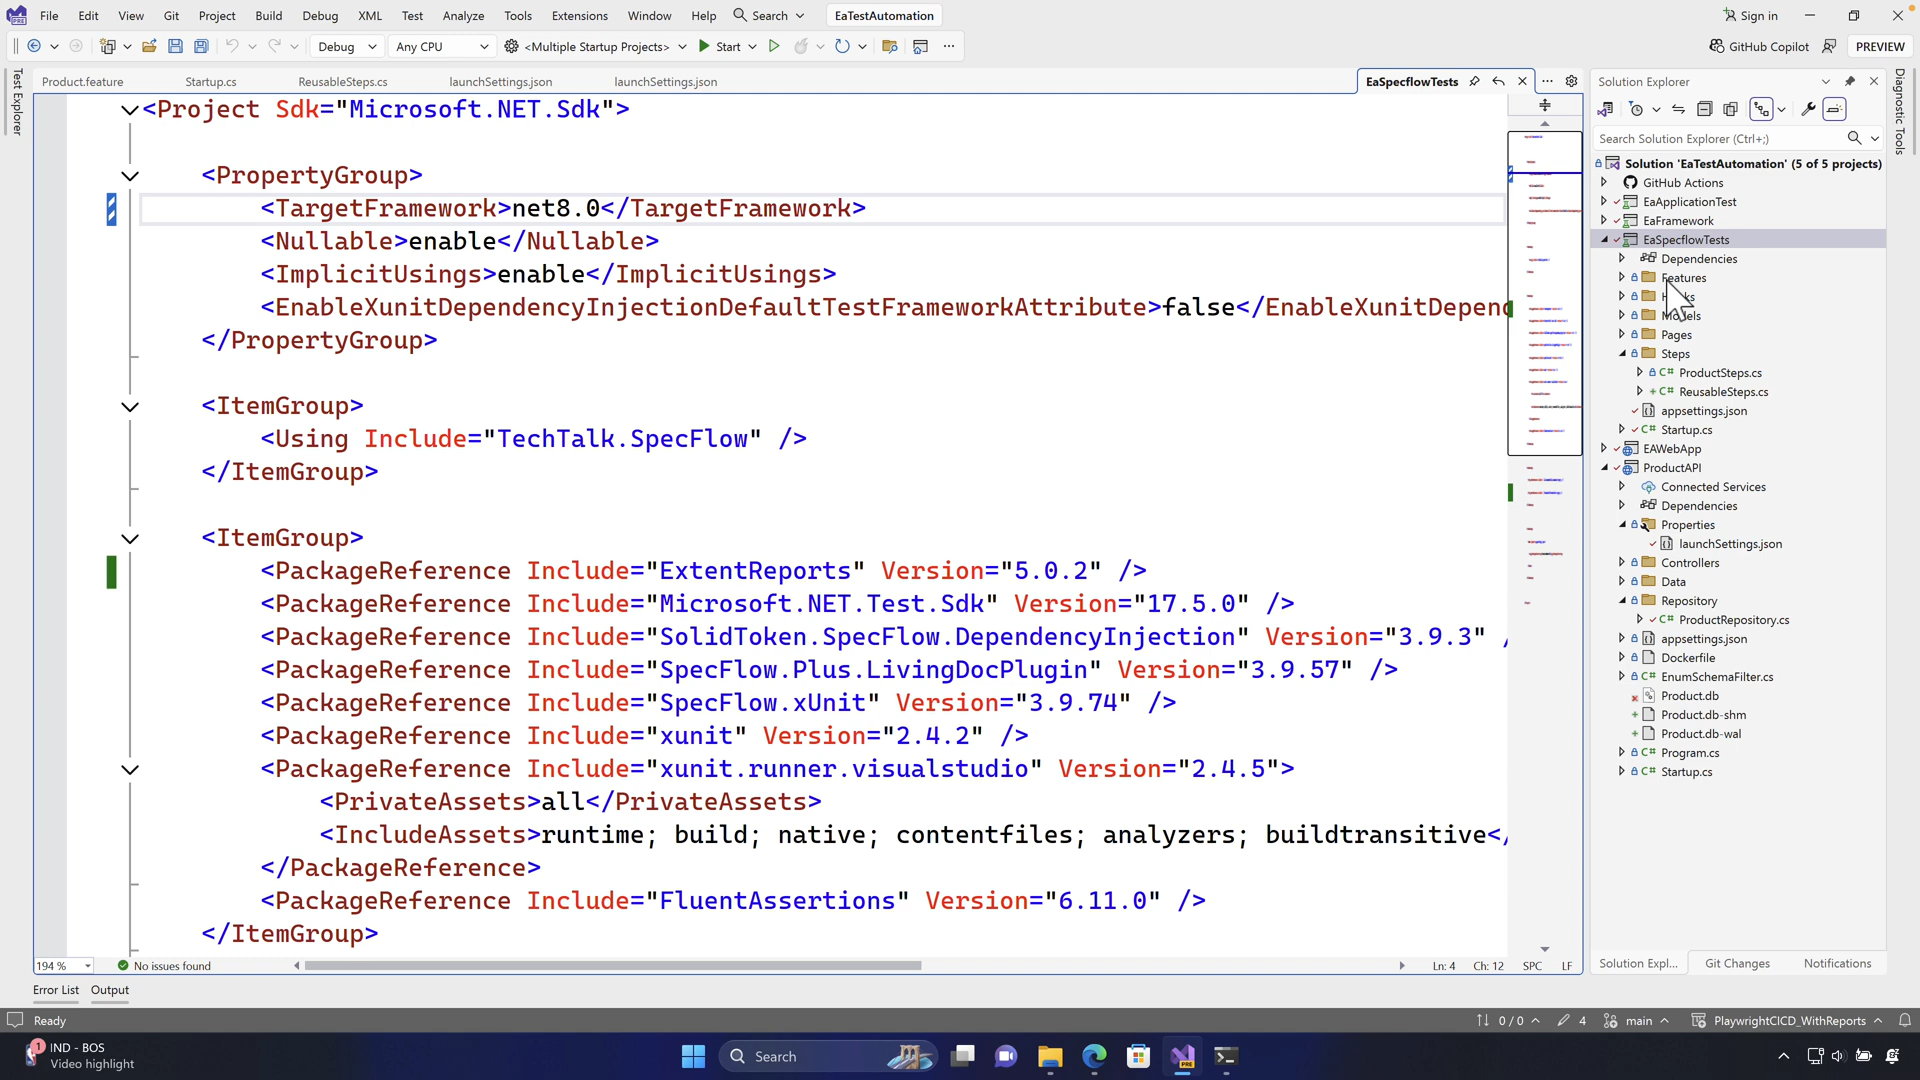 File Edit View Git Project Build Debug XML Test Analyze Tools Extensions Window Help Search EaTestAutomation Sign in
Debug Any CPU <Multiple Startup Projects> Start GitHub Copilot PREVIEW
Test Explorer
Product.feature Startup.cs ReusableSteps.cs launchSettings.json launchSettings.json EaSpecflowTests
<Project Sdk="Microsoft.NET.Sdk">
<PropertyGroup>
<TargetFramework>net8.0</TargetFramework>
<Nullable>enable</Nullable>
<ImplicitUsings>enable</ImplicitUsings>
<EnableXunitDependencyInjectionDefaultTestFrameworkAttribute>false</EnableXunitDepend
</PropertyGroup>
<ItemGroup>
<Using Include="TechTalk.SpecFlow" />
</ItemGroup>
<ItemGroup>
<PackageReference Include="ExtentReports" Version="5.0.2" />
<PackageReference Include="Microsoft.NET.Test.Sdk" Version="17.5.0" />
<PackageReference Include="SolidToken.SpecFlow.DependencyInjection" Version="3.9.3" /
<PackageReference Include="SpecFlow.Plus.LivingDocPlugin" Version="3.9.57" />
<PackageReference Include="SpecFlow.xUnit" Version="3.9.74" />
<PackageReference Include="xunit" Version="2.4.2" />
<PackageReference Include="xunit.runner.visualstudio" Version="2.4.5">
<PrivateAssets>all</PrivateAssets>
<IncludeAssets>runtime; build; native; contentfiles; analyzers; buildtransitive</
</PackageReference>
<PackageReference Include="FluentAssertions" Version="6.11.0" />
</ItemGroup>
194 % No issues found Ln: 4 Ch: 12 SPC LF
Solution Explorer
Search Solution Explorer (Ctrl+;)
Solution 'EaTestAutomation' (5 of 5 projects)
GitHub Actions
EaApplicationTest
EaFramework
EaSpecflowTests
Dependencies
Features
Models
Pages
Steps
ProductSteps.cs
ReusableSteps.cs
appsettings.json
Startup.cs
EAWebApp
ProductAPI
Connected Services
Dependencies
Properties
launchSettings.json
Controllers
Data
Repository
ProductRepository.cs
appsettings.json
Dockerfile
EnumSchemaFilter.cs
Product.db
Product.db-shm
Product.db-wal
Program.cs
Startup.cs
Solution Expl... Git Changes Notifications
Diagnostic Tools
Error List Output
Ready 0 / 0 4 main PlaywrightCICD_WithReports
1 IND - BOS
Video highlight
Search
PRE